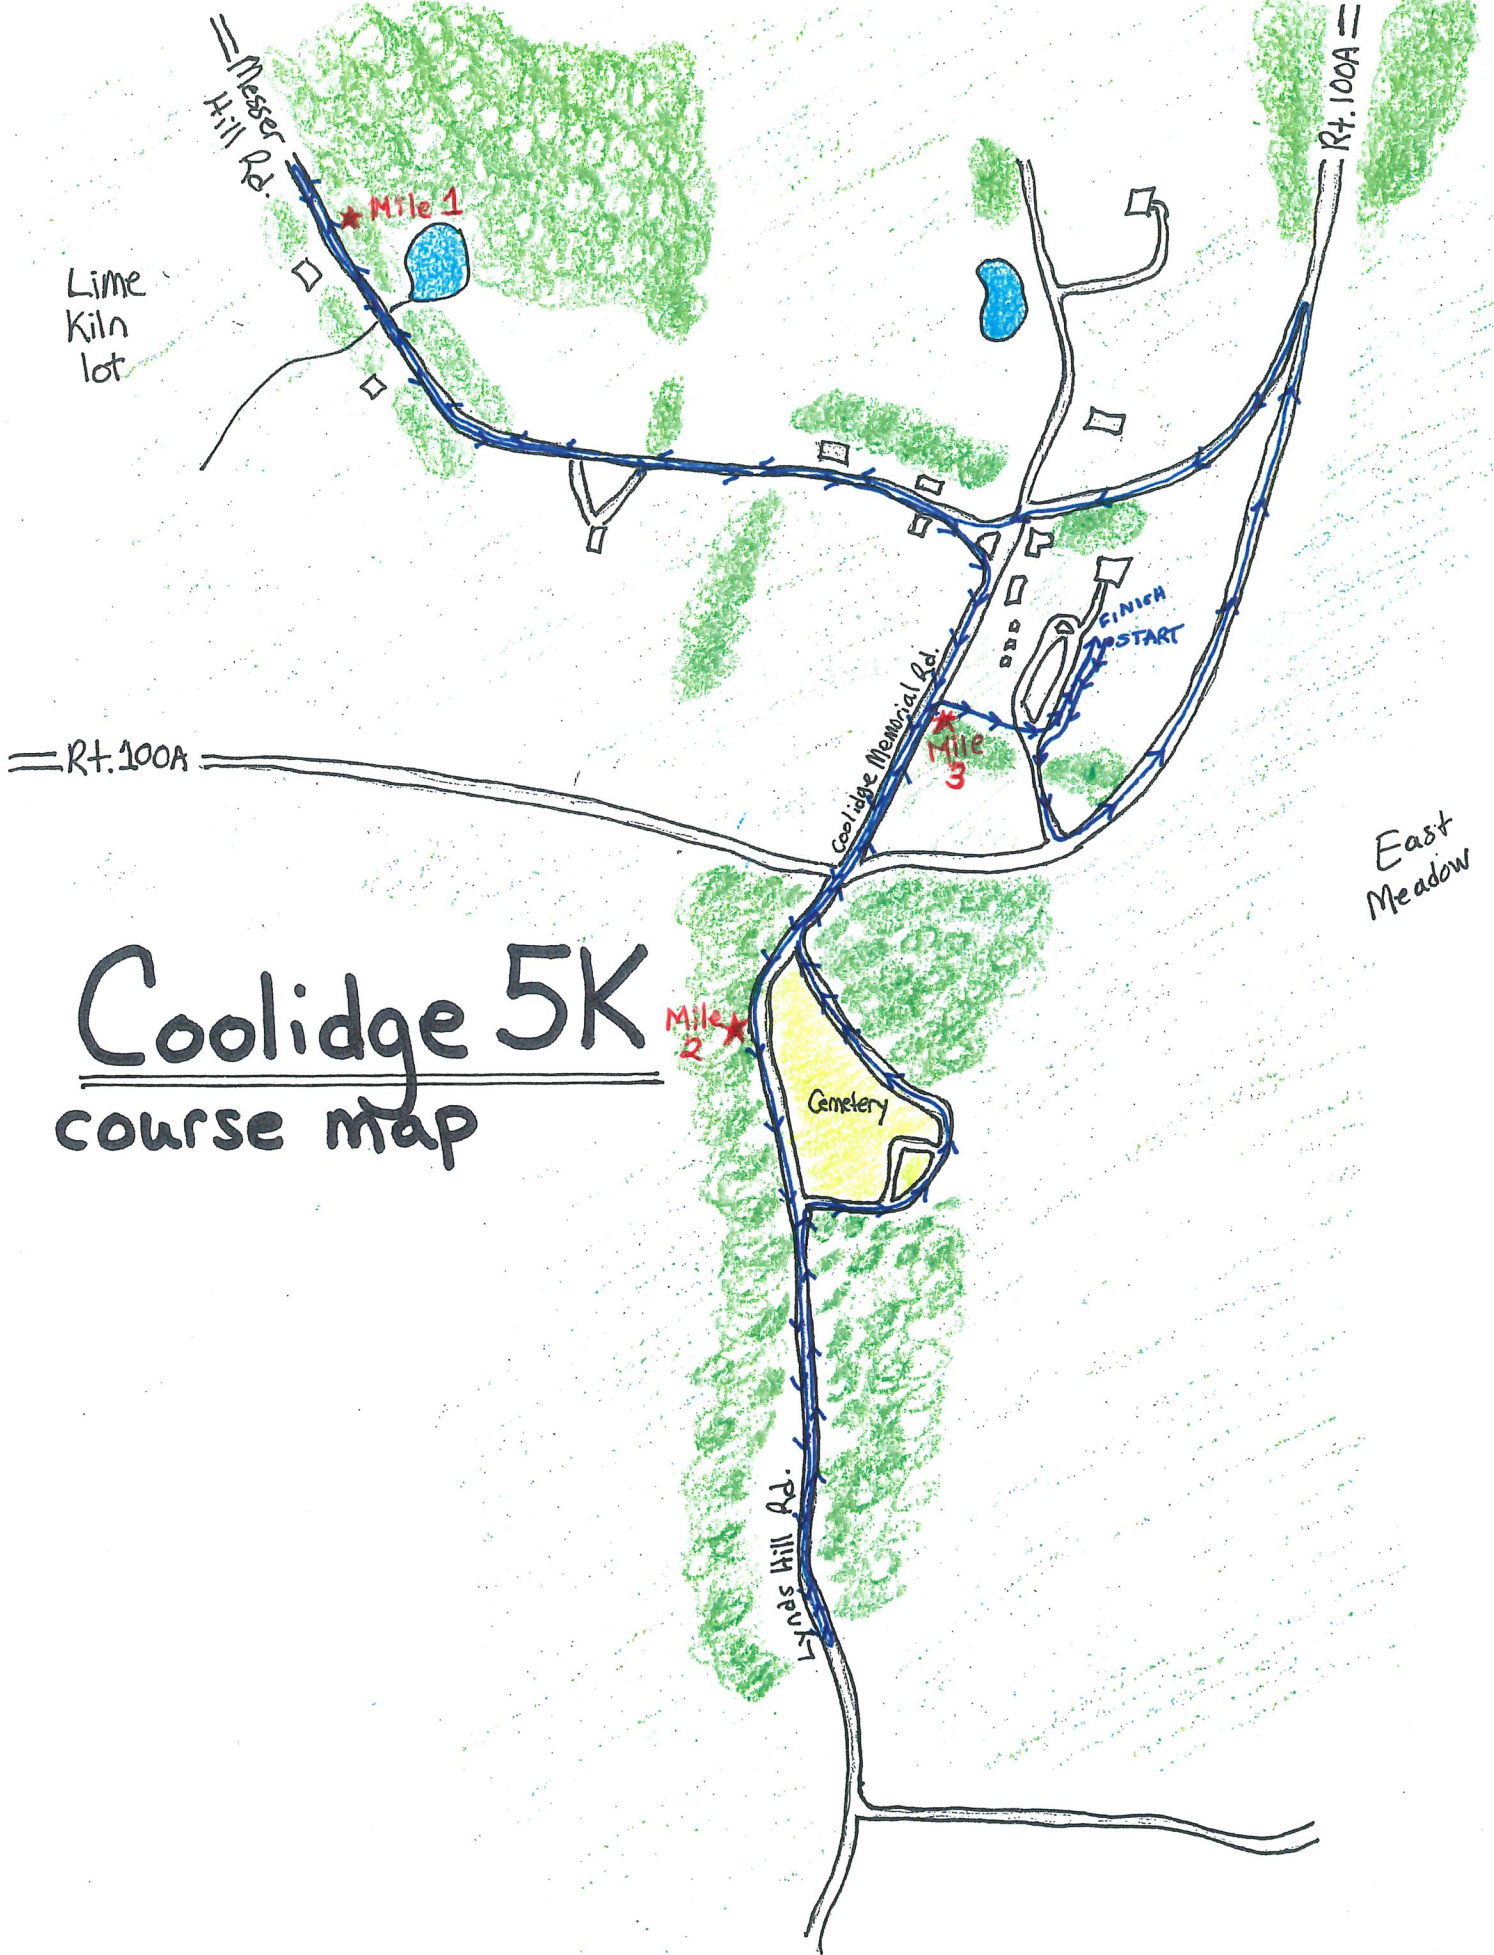 Messer
Hill Rd.
Rt. 100A
Mile 1
Lime
Kiln
lot
FINISH
START
Coolidge Memorial Rd.
Mile
3
Rt. 100A
East
Meadow
Coolidge 5K
course map
Mile
2
Cemetery
Lynds Hill Rd.